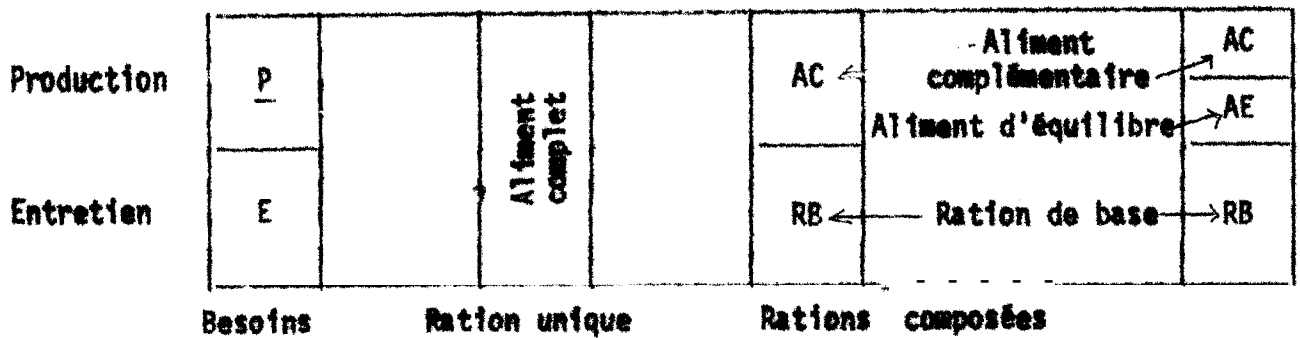 Aliment
complémentaire
AC
Production
P
AC
Aliment
complet
Aliment d'équilibre
AE
Entretien
E
RB
Ration de base
RB
Besoins
Ration unique
Rations composées